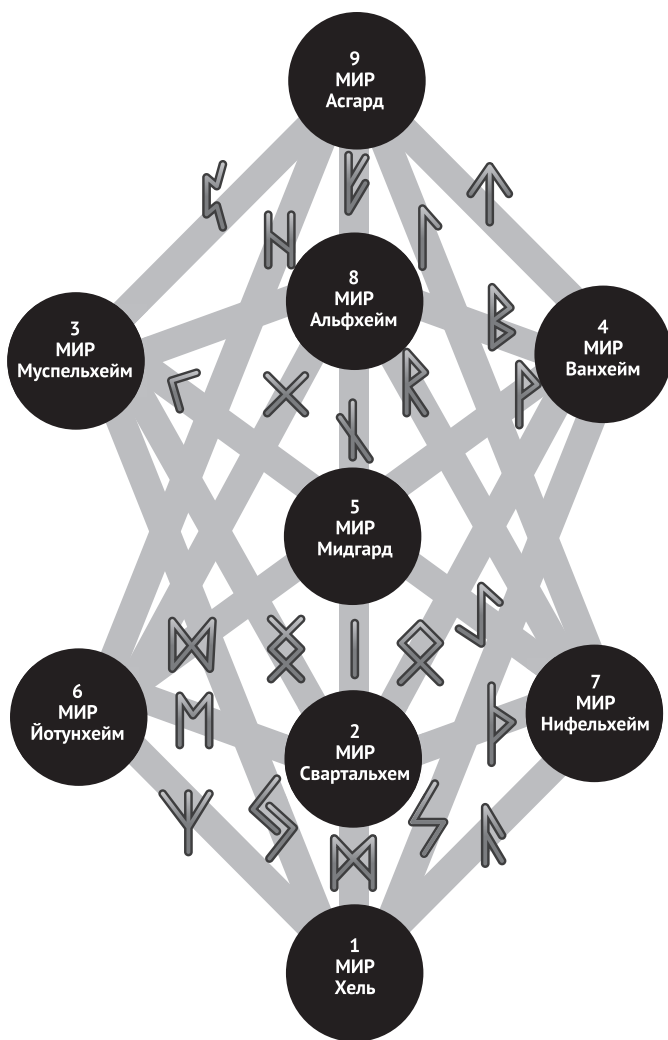 9
МИР
Асгард
ᛈ
ᚠ
ᛏ
ᚺ
ᛚ
8
МИР
Альфхейм
3
МИР
Муспельхейм
4
МИР
Ванхейм
ᛒ
ᚲ
ᚷ
ᚱ
ᚹ
ᚾ
5
МИР
Мидгард
ᛞ
ᛝ
ᛁ
ᛟ
ᛇ
6
МИР
Йотунхейм
7
МИР
Нифельхейм
ᛖ
ᚦ
2
МИР
Свартальхем
ᛉ
ᛃ
ᛋ
ᚨ
ᛗ
1
МИР
Хель